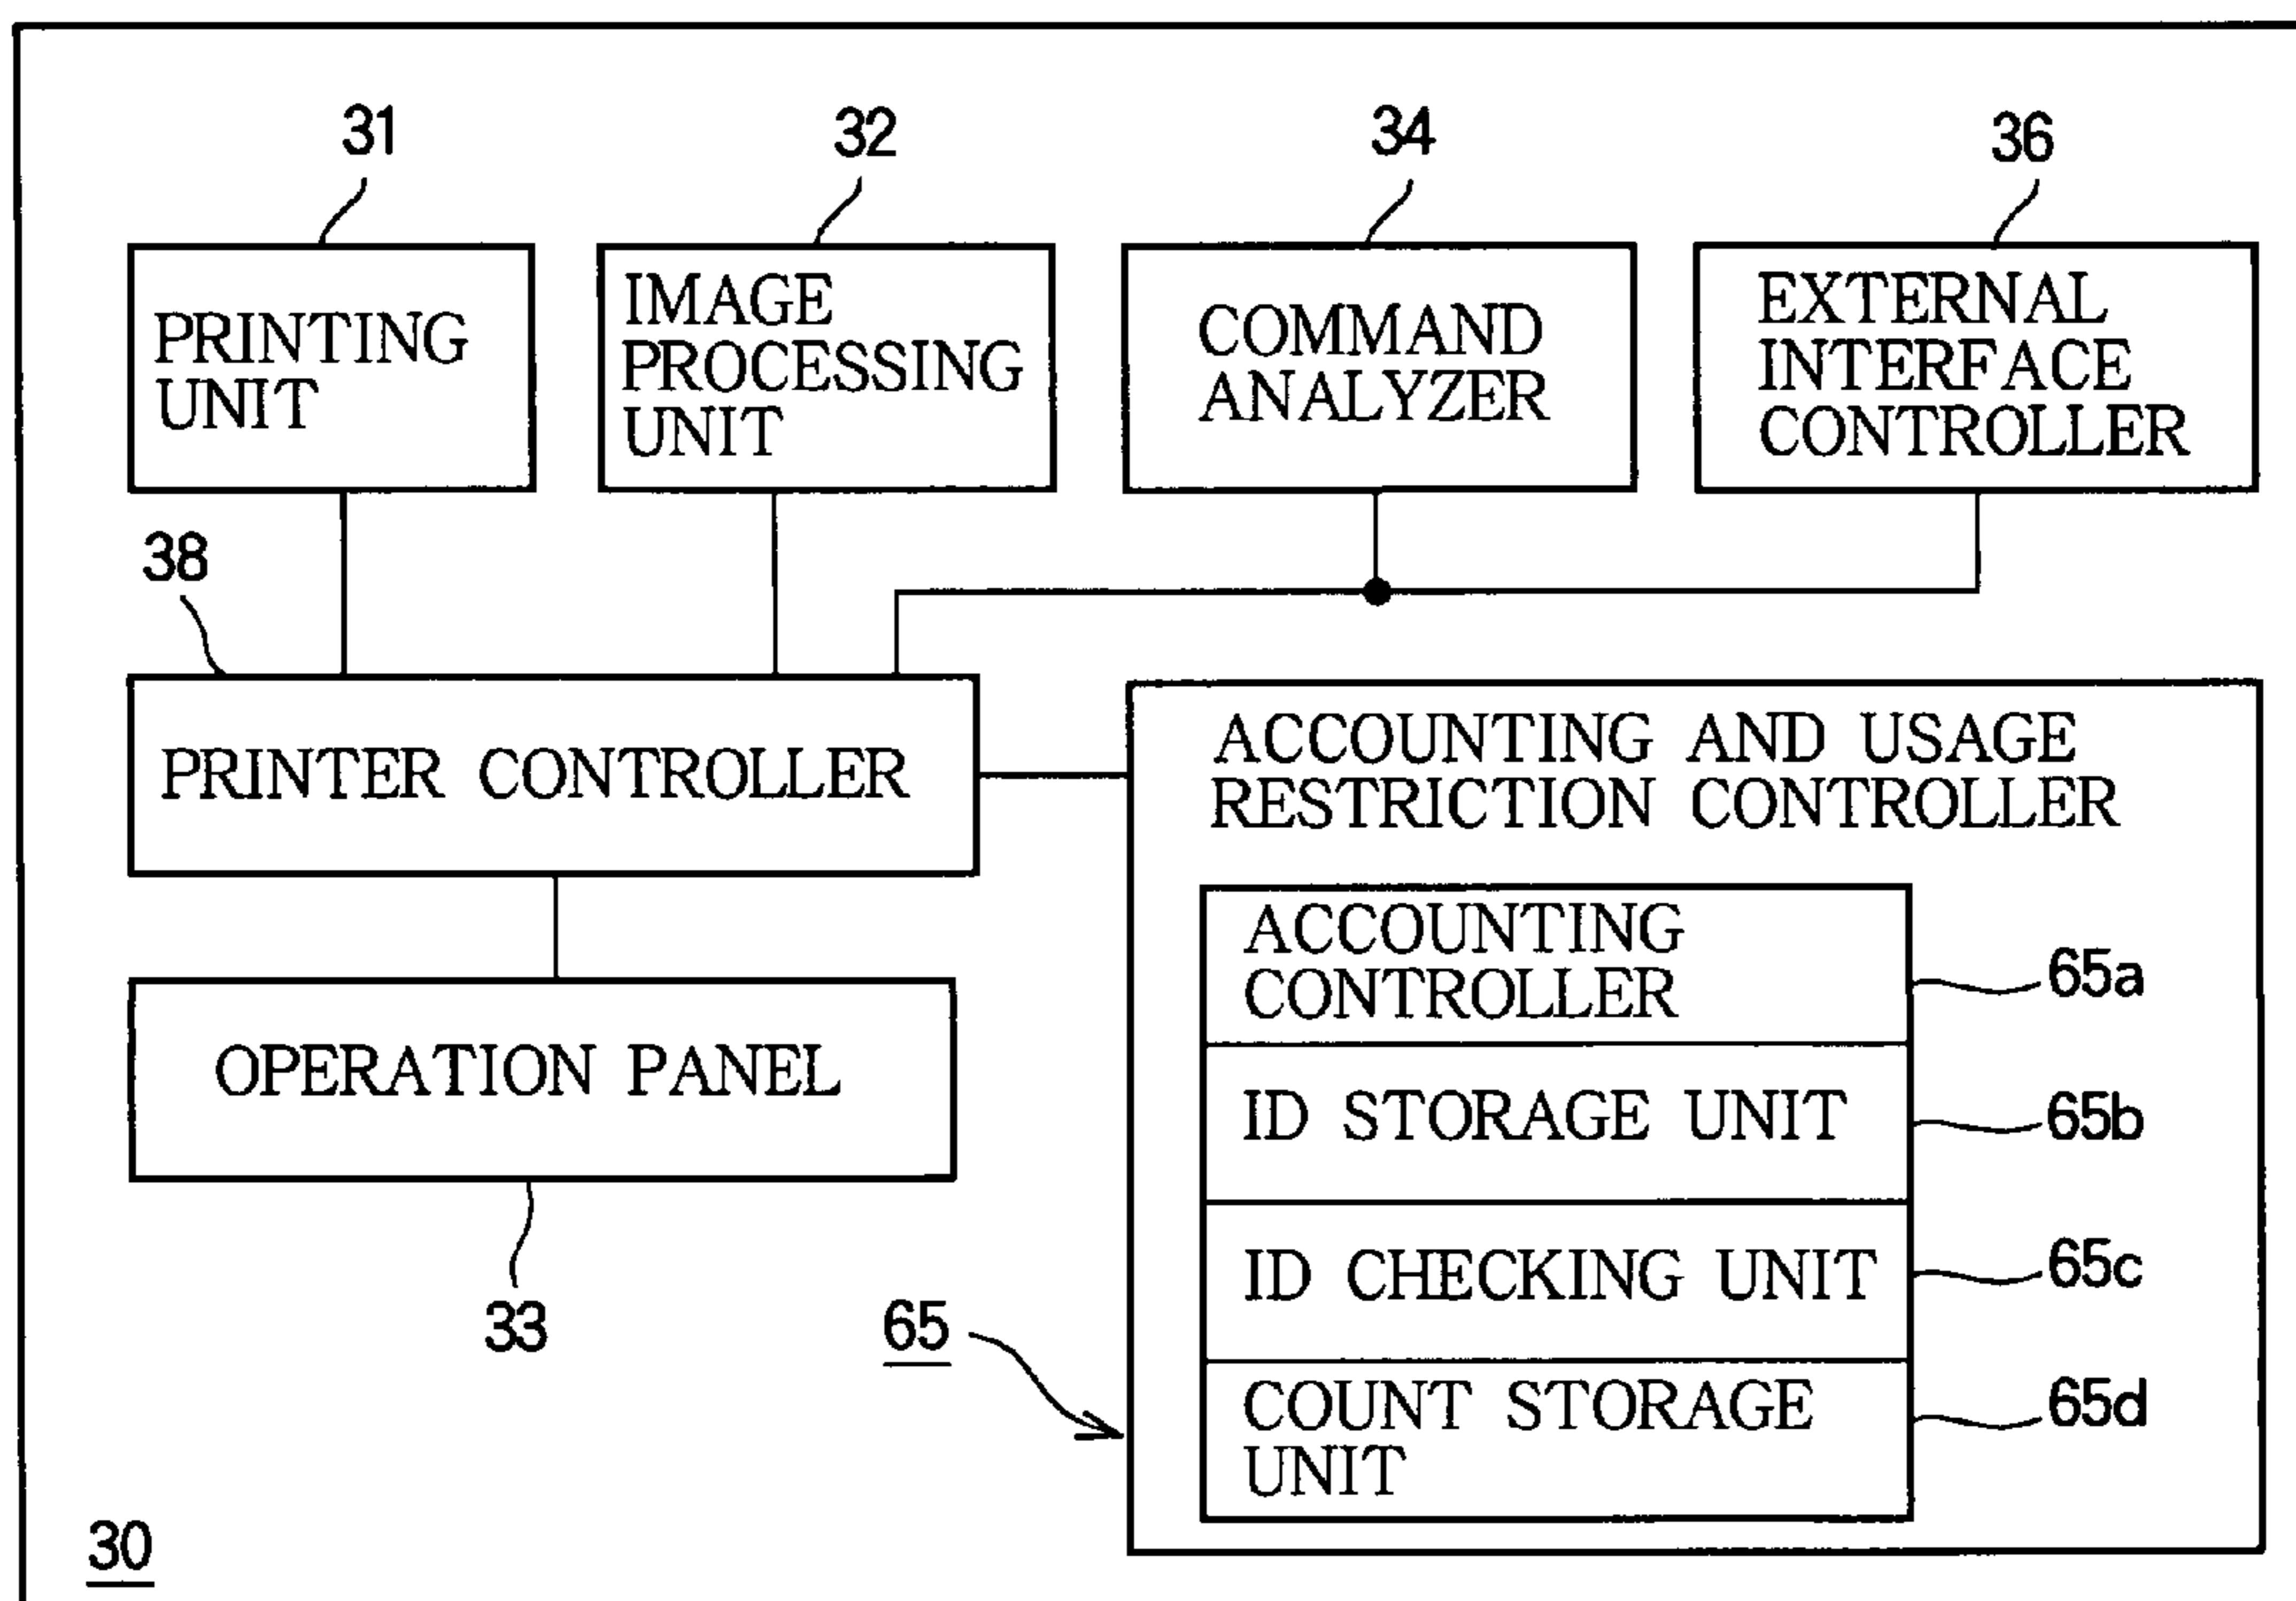 31
32
34
36
PRINTING
UNIT
IMAGE
PROCESSING
UNIT
COMMAND
ANALYZER
EXTERNAL
INTERFACE
CONTROLLER
38
PRINTER CONTROLLER
ACCOUNTING AND USAGE
RESTRICTION CONTROLLER
ACCOUNTING
CONTROLLER
65a
OPERATION PANEL
ID STORAGE UNIT
65b
ID CHECKING UNIT
65c
33
65
COUNT STORAGE
UNIT
65d
30